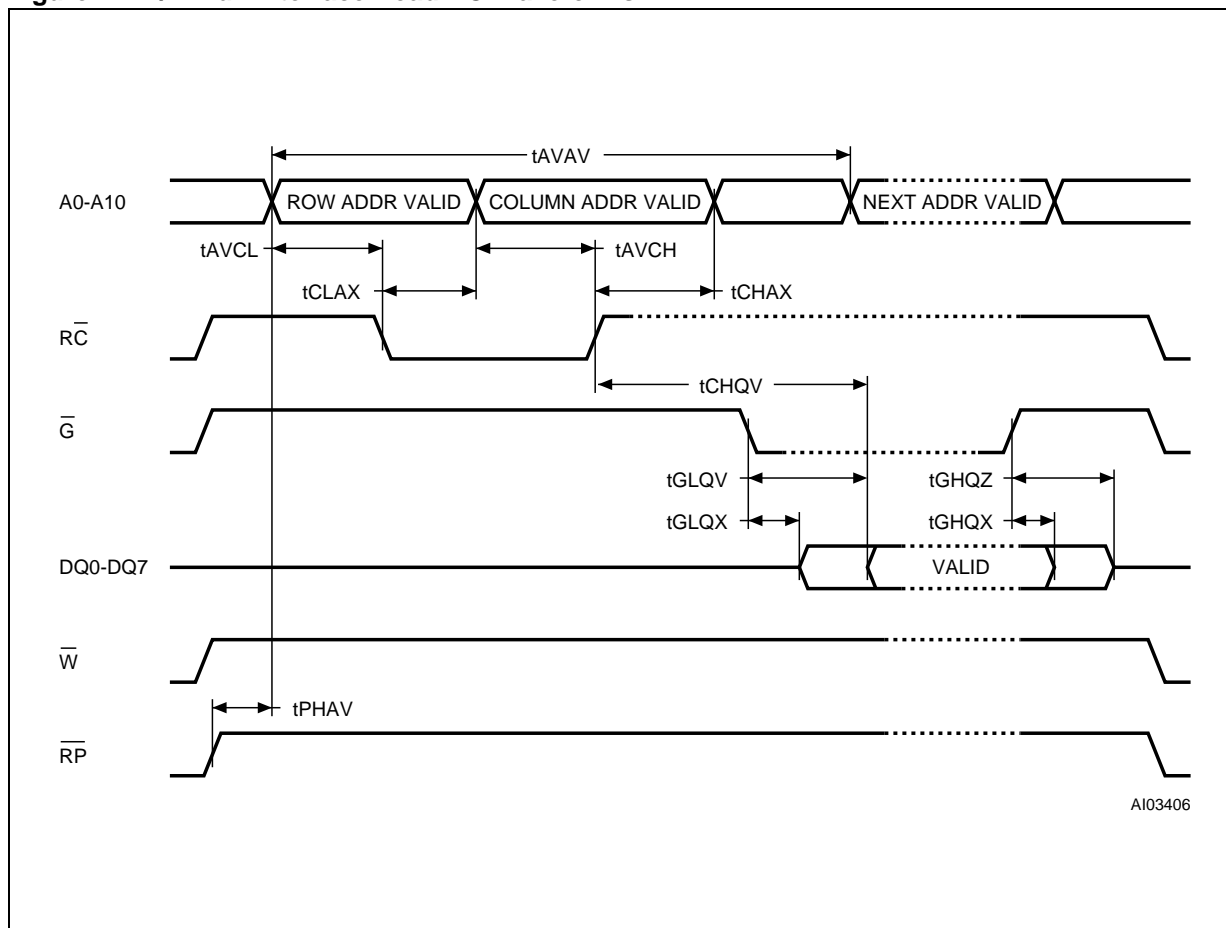 tAVAV
A0-A10
ROW ADDR VALID
COLUMN ADDR VALID
NEXT ADDR VALID
tAVCL
tAVCH
tCLAX
tCHAX
RC̅
tCHQV
G̅
tGLQV
tGHQZ
tGLQX
tGHQX
DQ0-DQ7
VALID
W̅
tPHAV
R̅P̅
AI03406